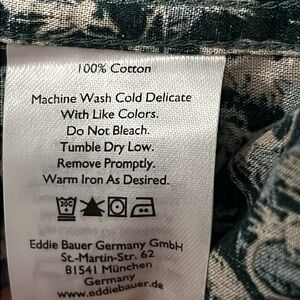 100% Cotton
Machine Wash Cold Delicate
With Like Colors.
Do Not Bleach.
Tumble Dry Low.
Remove Promptly.
Warm Iron As Desired.
Eddie Bauer Germany GmbH
St.-Martin-Str. 62
81541 München
Germany
www.eddiebauer.de